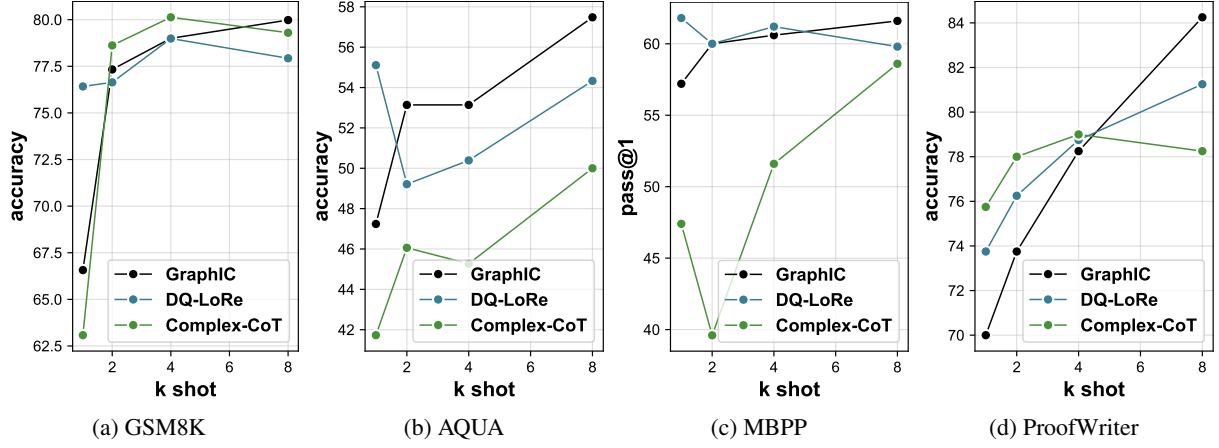 80.0
77.5
75.0
72.5
70.0
67.5
65.0
62.5
accuracy
2
4
6
8
k shot
GraphIC
DQ-LoRe
Complex-CoT
(a) GSM8K
58
56
54
52
50
48
46
44
42
accuracy
2
4
6
8
k shot
GraphIC
DQ-LoRe
Complex-CoT
(b) AQUA
60
55
50
45
40
pass@1
2
4
6
8
k shot
GraphIC
DQ-LoRe
Complex-CoT
(c) MBPP
84
82
80
78
76
74
72
70
accuracy
2
4
6
8
k shot
GraphIC
DQ-LoRe
Complex-CoT
(d) ProofWriter